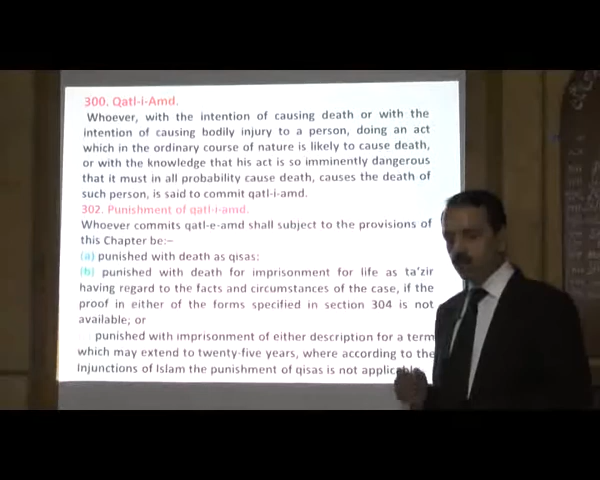 300. Qatl-i-Amd.
Whoever, with the intention of causing death or with the
intention of causing bodily injury to a person, doing an act
which in the ordinary course of nature is likely to cause death,
or with the knowledge that his act is so imminently dangerous
that it must in all probability cause death, causes the death of
such person, is said to commit qatl-i-amd.
302. Punishment of qatl-i-amd.
Whoever commits qatl-e-amd shall subject to the provisions of
this Chapter be:–
(a) punished with death as qisas:
(b) punished with death for imprisonment for life as ta'zir
having regard to the facts and circumstances of the case, if the
proof in either of the forms specified in section 304 is not
available; or
punished with imprisonment of either description for a term
which may extend to twenty-five years, where according to the
Injunctions of Islam the punishment of qisas is not applicable